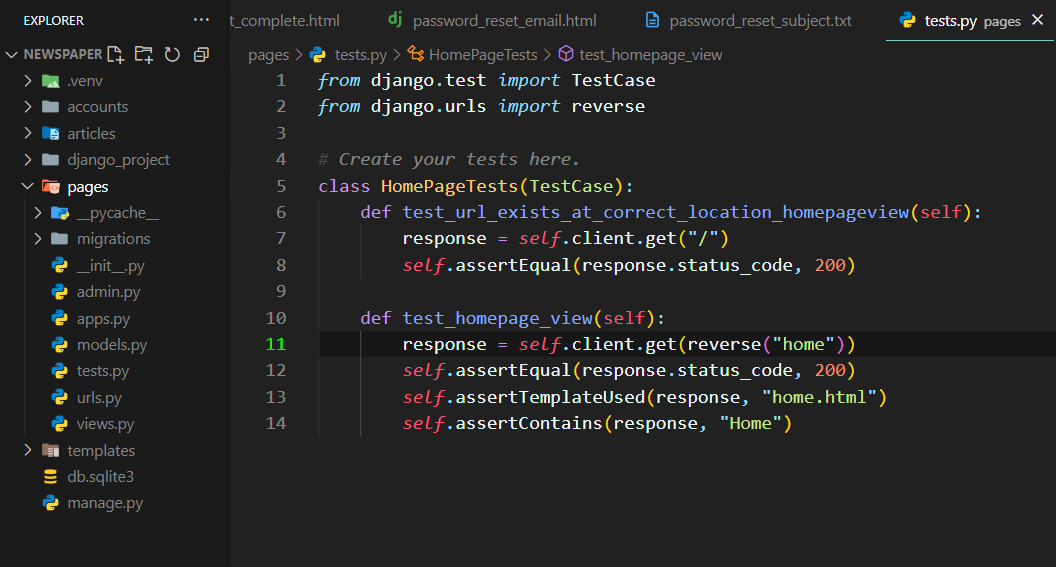 EXPLORER ··· t_complete.html dj password_reset_email.html password_reset_subject.txt tests.py pages
NEWSPAPER
pages > tests.py > HomePageTests > test_homepage_view
.venv
accounts
articles
django_project
pages
__pycache__
migrations
__init__.py
admin.py
apps.py
models.py
tests.py
urls.py
views.py
templates
db.sqlite3
manage.py
1 from django.test import TestCase
2 from django.urls import reverse
3
4 # Create your tests here.
5 class HomePageTests(TestCase):
6     def test_url_exists_at_correct_location_homepageview(self):
7         response = self.client.get("/")
8         self.assertEqual(response.status_code, 200)
9
10     def test_homepage_view(self):
11         response = self.client.get(reverse("home"))
12         self.assertEqual(response.status_code, 200)
13         self.assertTemplateUsed(response, "home.html")
14         self.assertContains(response, "Home")